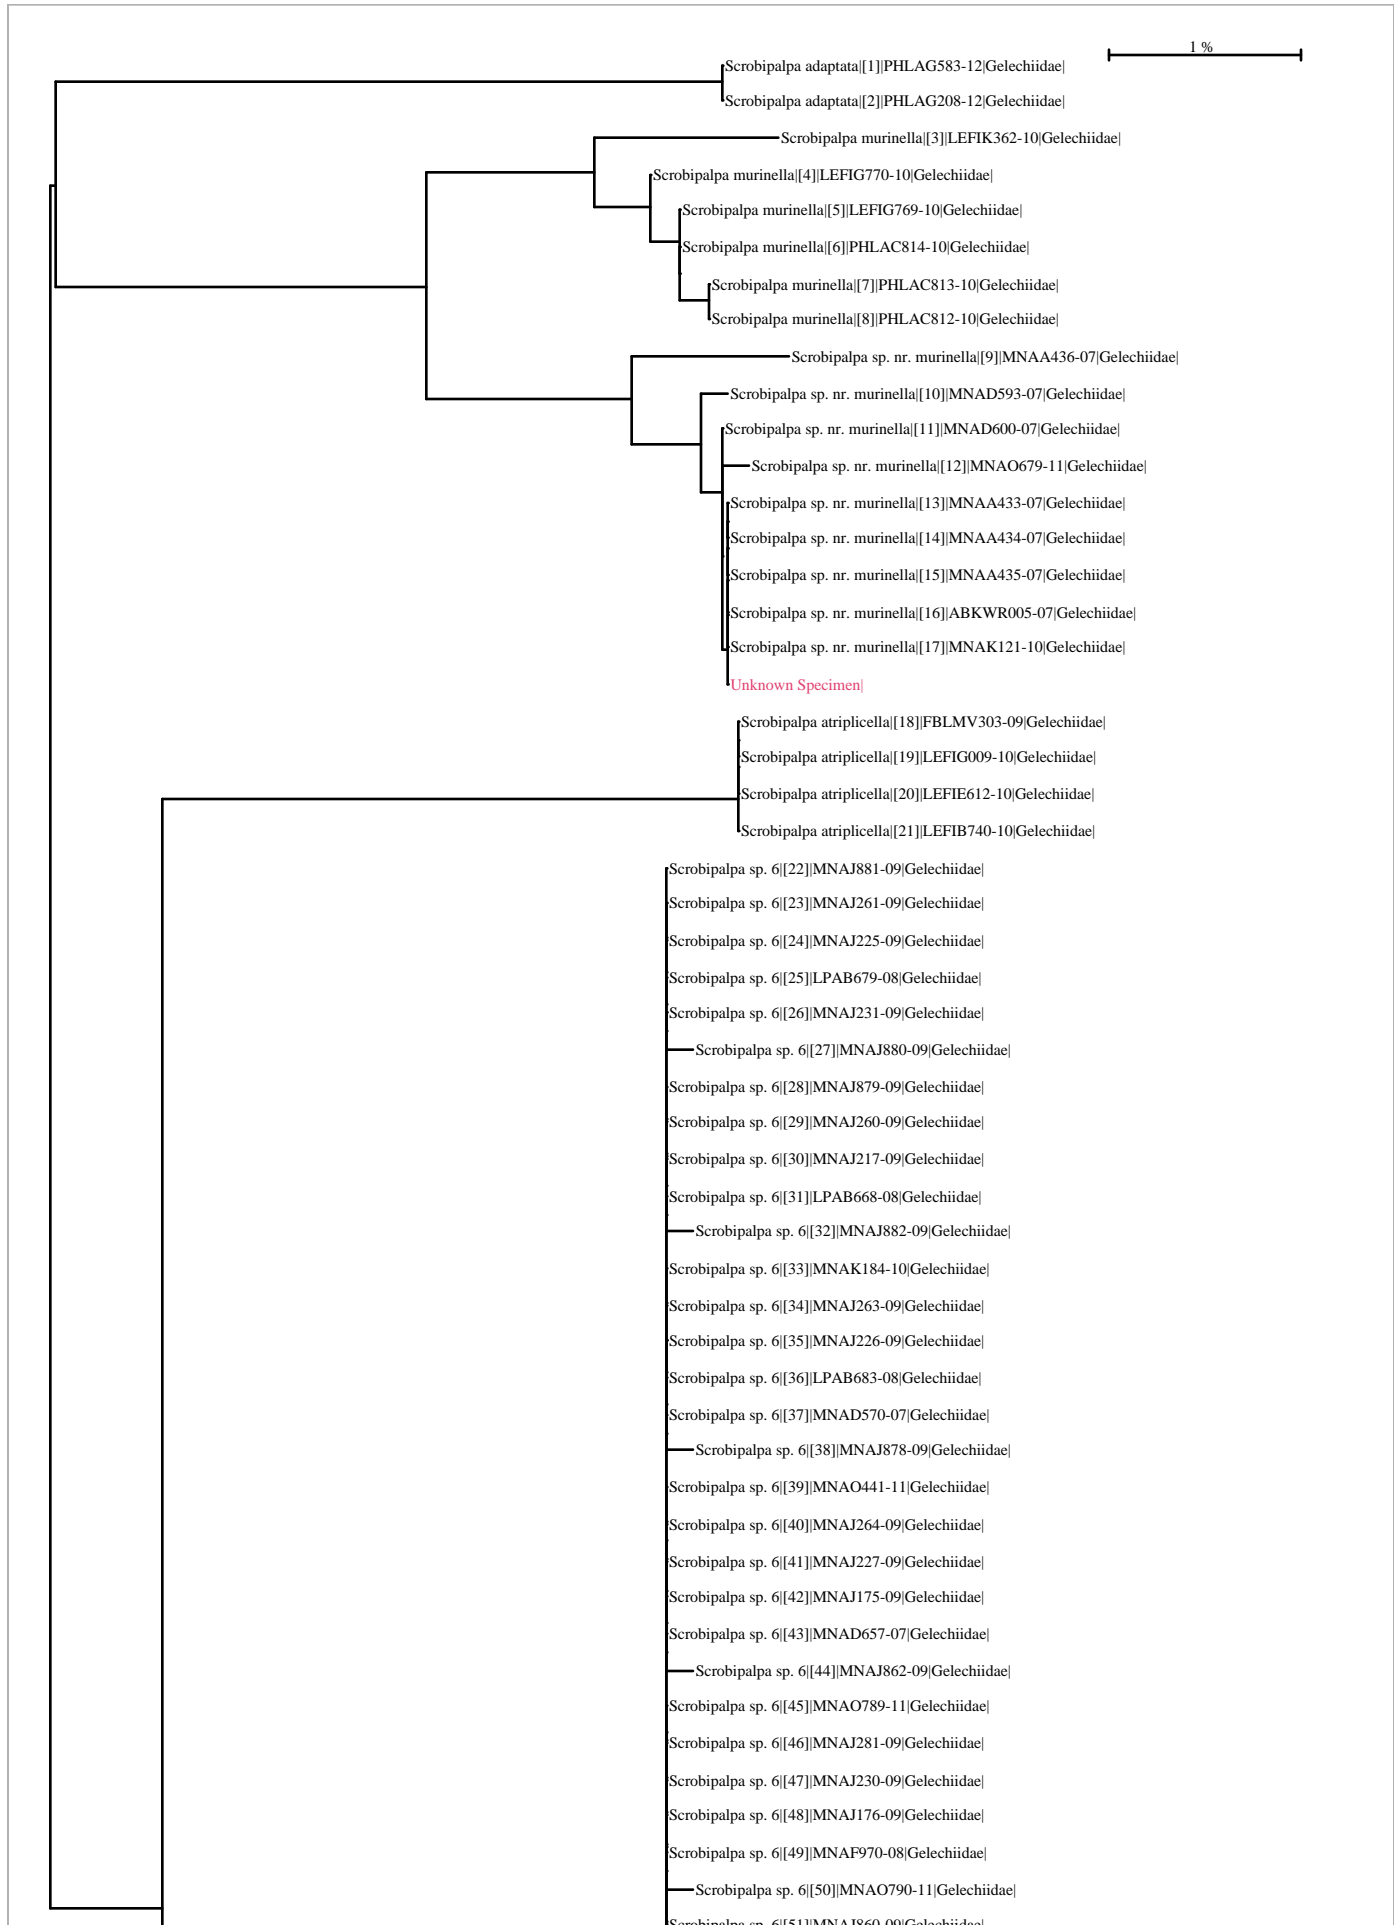 1 %
Scrobipalpa adaptata|[1]|PHLAG583-12|Gelechiidae|
Scrobipalpa adaptata|[2]|PHLAG208-12|Gelechiidae|
Scrobipalpa murinella|[3]|LEFIK362-10|Gelechiidae|
Scrobipalpa murinella|[4]|LEFIG770-10|Gelechiidae|
Scrobipalpa murinella|[5]|LEFIG769-10|Gelechiidae|
Scrobipalpa murinella|[6]|PHLAC814-10|Gelechiidae|
Scrobipalpa murinella|[7]|PHLAC813-10|Gelechiidae|
Scrobipalpa murinella|[8]|PHLAC812-10|Gelechiidae|
Scrobipalpa sp. nr. murinella|[9]|MNAA436-07|Gelechiidae|
Scrobipalpa sp. nr. murinella|[10]|MNAD593-07|Gelechiidae|
Scrobipalpa sp. nr. murinella|[11]|MNAD600-07|Gelechiidae|
Scrobipalpa sp. nr. murinella|[12]|MNAO679-11|Gelechiidae|
Scrobipalpa sp. nr. murinella|[13]|MNAA433-07|Gelechiidae|
Scrobipalpa sp. nr. murinella|[14]|MNAA434-07|Gelechiidae|
Scrobipalpa sp. nr. murinella|[15]|MNAA435-07|Gelechiidae|
Scrobipalpa sp. nr. murinella|[16]|ABKWR005-07|Gelechiidae|
Scrobipalpa sp. nr. murinella|[17]|MNAK121-10|Gelechiidae|
Unknown Specimen|
Scrobipalpa atriplicella|[18]|FBLMV303-09|Gelechiidae|
Scrobipalpa atriplicella|[19]|LEFIG009-10|Gelechiidae|
Scrobipalpa atriplicella|[20]|LEFIE612-10|Gelechiidae|
Scrobipalpa atriplicella|[21]|LEFIB740-10|Gelechiidae|
Scrobipalpa sp. 6|[22]|MNAJ881-09|Gelechiidae|
Scrobipalpa sp. 6|[23]|MNAJ261-09|Gelechiidae|
Scrobipalpa sp. 6|[24]|MNAJ225-09|Gelechiidae|
Scrobipalpa sp. 6|[25]|LPAB679-08|Gelechiidae|
Scrobipalpa sp. 6|[26]|MNAJ231-09|Gelechiidae|
Scrobipalpa sp. 6|[27]|MNAJ880-09|Gelechiidae|
Scrobipalpa sp. 6|[28]|MNAJ879-09|Gelechiidae|
Scrobipalpa sp. 6|[29]|MNAJ260-09|Gelechiidae|
Scrobipalpa sp. 6|[30]|MNAJ217-09|Gelechiidae|
Scrobipalpa sp. 6|[31]|LPAB668-08|Gelechiidae|
Scrobipalpa sp. 6|[32]|MNAJ882-09|Gelechiidae|
Scrobipalpa sp. 6|[33]|MNAK184-10|Gelechiidae|
Scrobipalpa sp. 6|[34]|MNAJ263-09|Gelechiidae|
Scrobipalpa sp. 6|[35]|MNAJ226-09|Gelechiidae|
Scrobipalpa sp. 6|[36]|LPAB683-08|Gelechiidae|
Scrobipalpa sp. 6|[37]|MNAD570-07|Gelechiidae|
Scrobipalpa sp. 6|[38]|MNAJ878-09|Gelechiidae|
Scrobipalpa sp. 6|[39]|MNAO441-11|Gelechiidae|
Scrobipalpa sp. 6|[40]|MNAJ264-09|Gelechiidae|
Scrobipalpa sp. 6|[41]|MNAJ227-09|Gelechiidae|
Scrobipalpa sp. 6|[42]|MNAJ175-09|Gelechiidae|
Scrobipalpa sp. 6|[43]|MNAD657-07|Gelechiidae|
Scrobipalpa sp. 6|[44]|MNAJ862-09|Gelechiidae|
Scrobipalpa sp. 6|[45]|MNAO789-11|Gelechiidae|
Scrobipalpa sp. 6|[46]|MNAJ281-09|Gelechiidae|
Scrobipalpa sp. 6|[47]|MNAJ230-09|Gelechiidae|
Scrobipalpa sp. 6|[48]|MNAJ176-09|Gelechiidae|
Scrobipalpa sp. 6|[49]|MNAF970-08|Gelechiidae|
Scrobipalpa sp. 6|[50]|MNAO790-11|Gelechiidae|
Scrobipalpa sp. 6|[51]|MNAJ860-09|Gelechiidae|